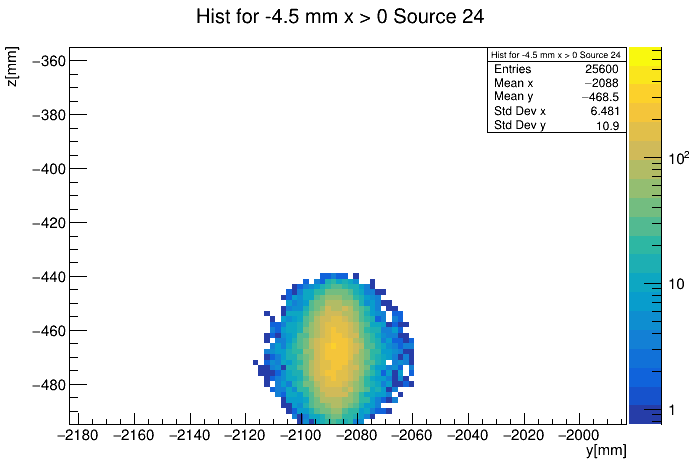 Hist for -4.5 mm x > 0 Source 24
z[mm]
Hist for -4.5 mm x > 0 Source 24
Entries 25600
Mean x −2088
Mean y −468.5
Std Dev x 6.481
Std Dev y 10.9
−360
−380
−400
−420
−440
−460
−480
10²
10
1
−2180 −2160 −2140 −2120 −2100 −2080 −2060 −2040 −2020 −2000
y[mm]